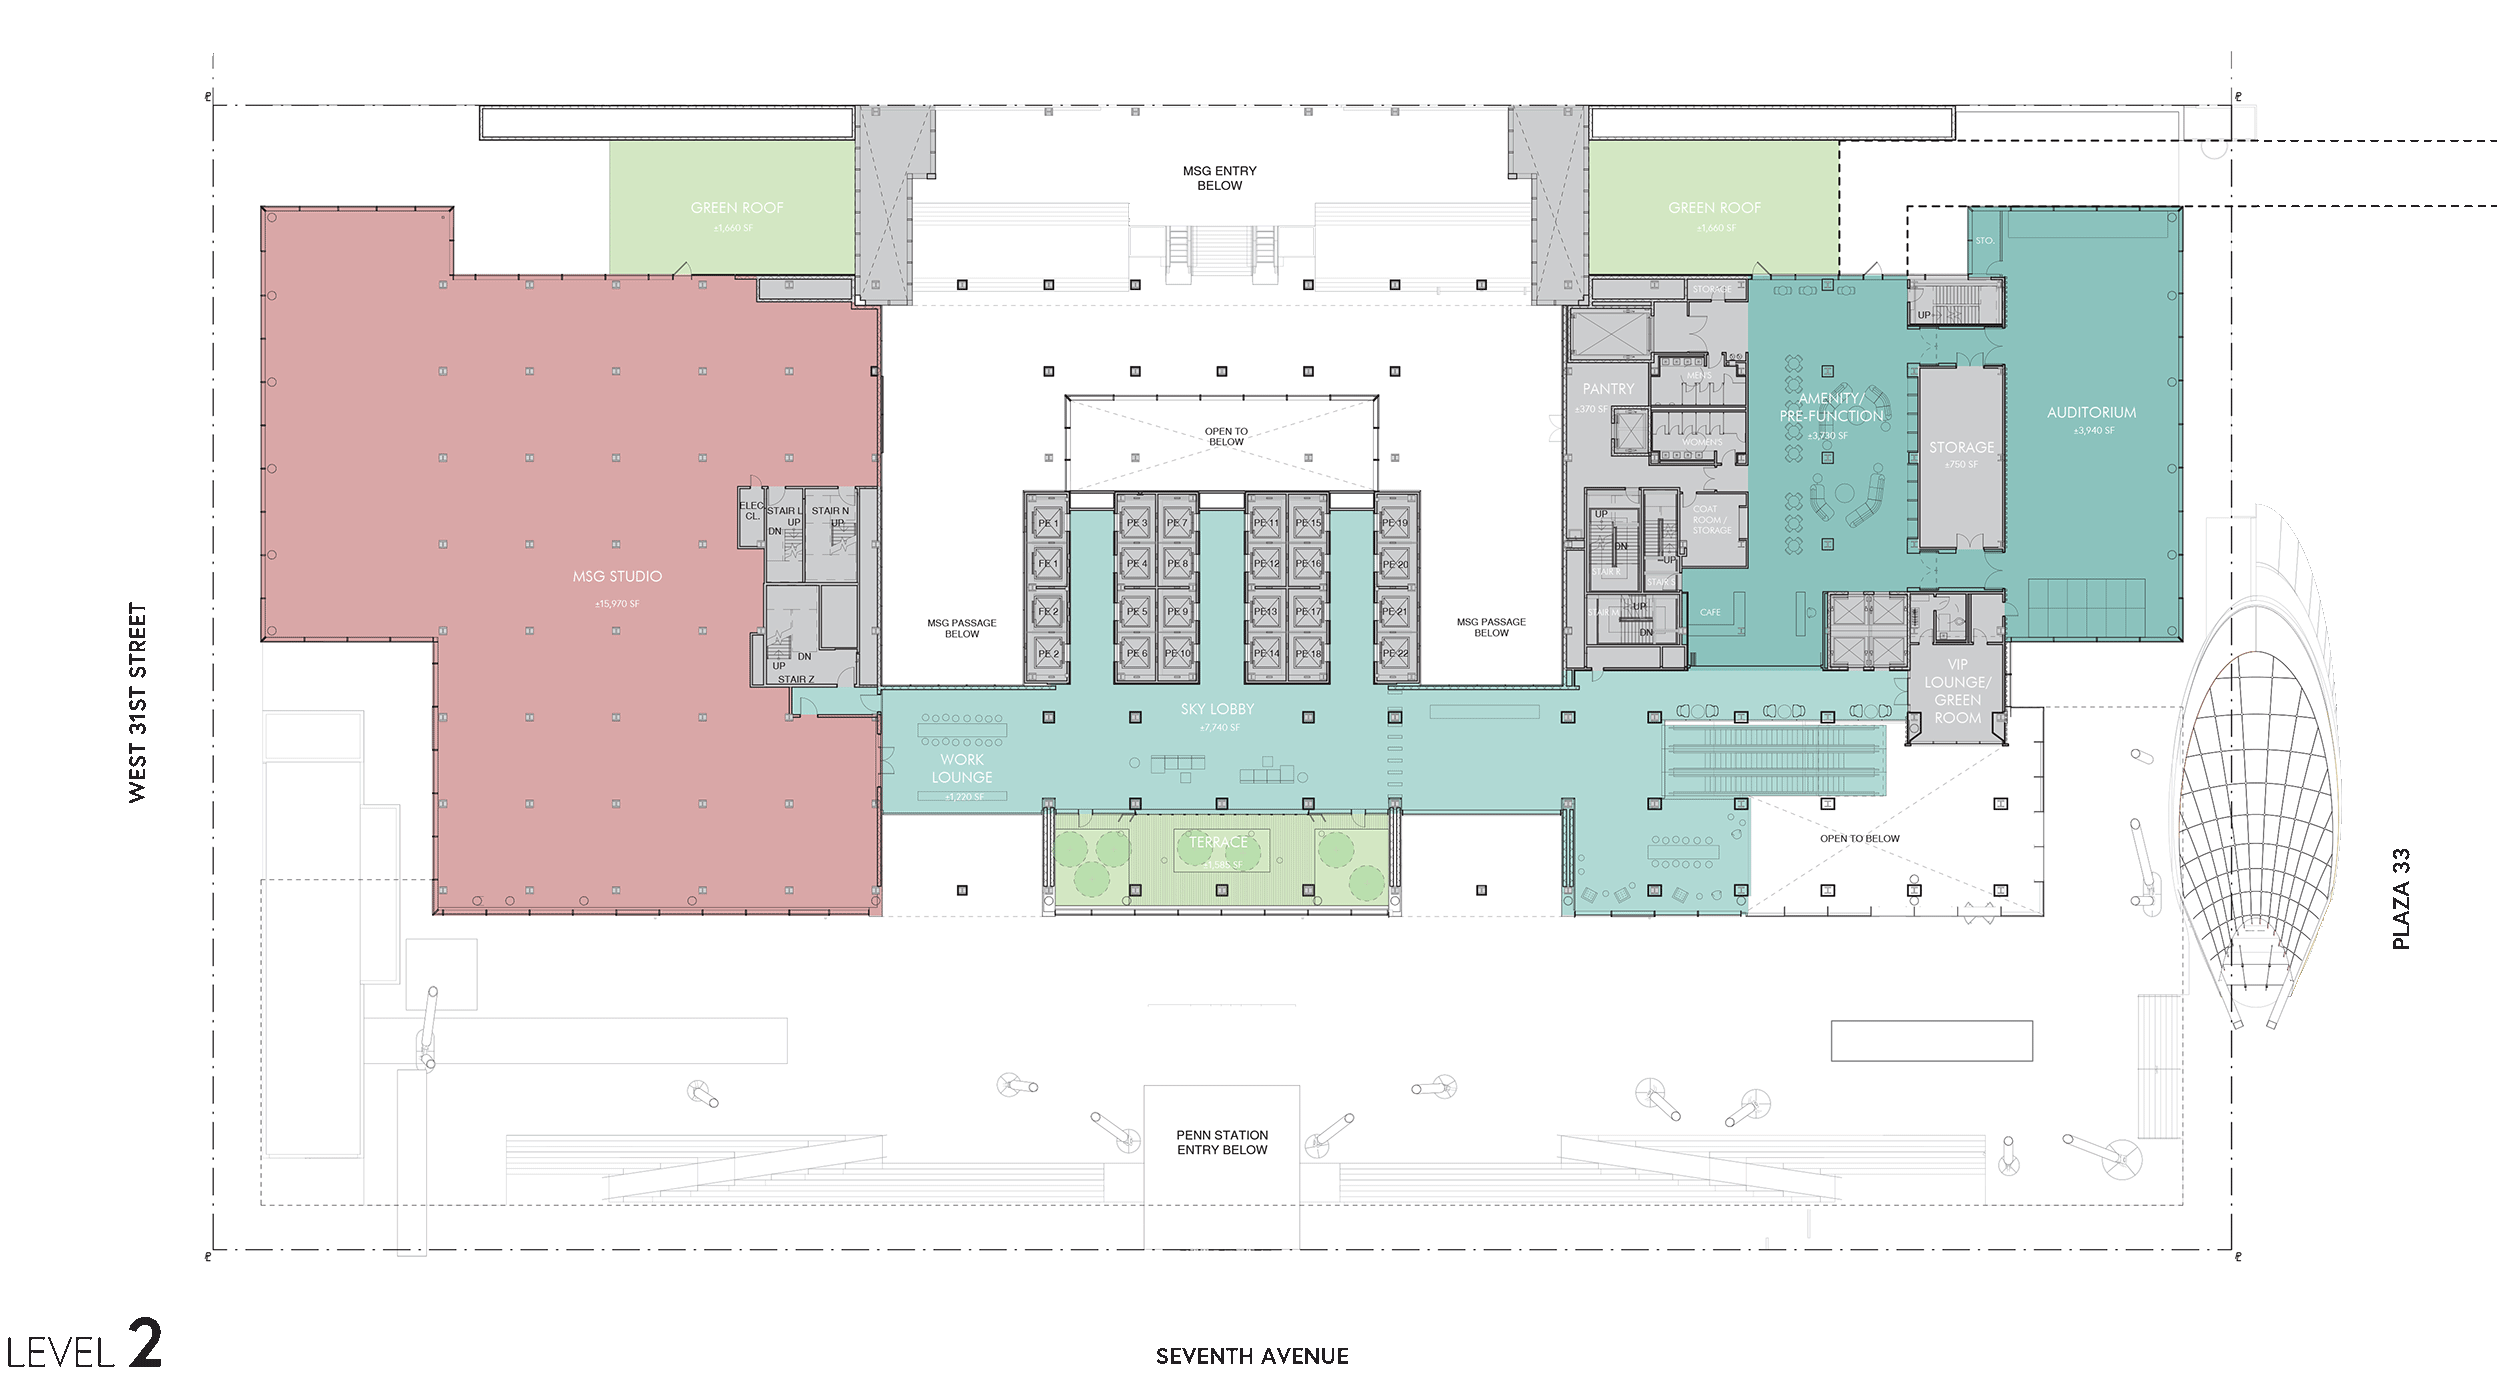 MSG ENTRY
BELOW
GREEN ROOF
±1,660 SF
GREEN ROOF
±1,660 SF
STO.
STORAGE
UP
PANTRY
±370 SF
MEN'S
WOMEN'S
AMENITY/
PRE-FUNCTION
±3,730 SF
AUDITORIUM
±3,940 SF
STORAGE
±750 SF
OPEN TO
BELOW
ELEC.
CL.
STAIR L
UP
DN
STAIR N
UP
PE 1
PE 3
PE 7
PE 11
PE 15
PE 19
FE 1
PE 4
PE 8
PE 12
PE 16
PE 20
FE 2
PE 5
PE 9
PE13
PE 17
PE 21
PE 2
PE 6
PE 10
PE 14
PE 18
PE 22
UP
DN
STAIR R
UP
STAIR S
COAT
ROOM /
STORAGE
MSG STUDIO
±15,970 SF
MSG PASSAGE
BELOW
MSG PASSAGE
BELOW
UP
DN
CAFE
DN
UP
STAIR Z
VIP
LOUNGE/
GREEN
ROOM
SKY LOBBY
±7,740 SF
WORK
LOUNGE
±1,220 SF
TERRACE
OPEN TO BELOW
WEST 31ST STREET
PLAZA 33
PENN STATION
ENTRY BELOW
LEVEL 2
SEVENTH AVENUE